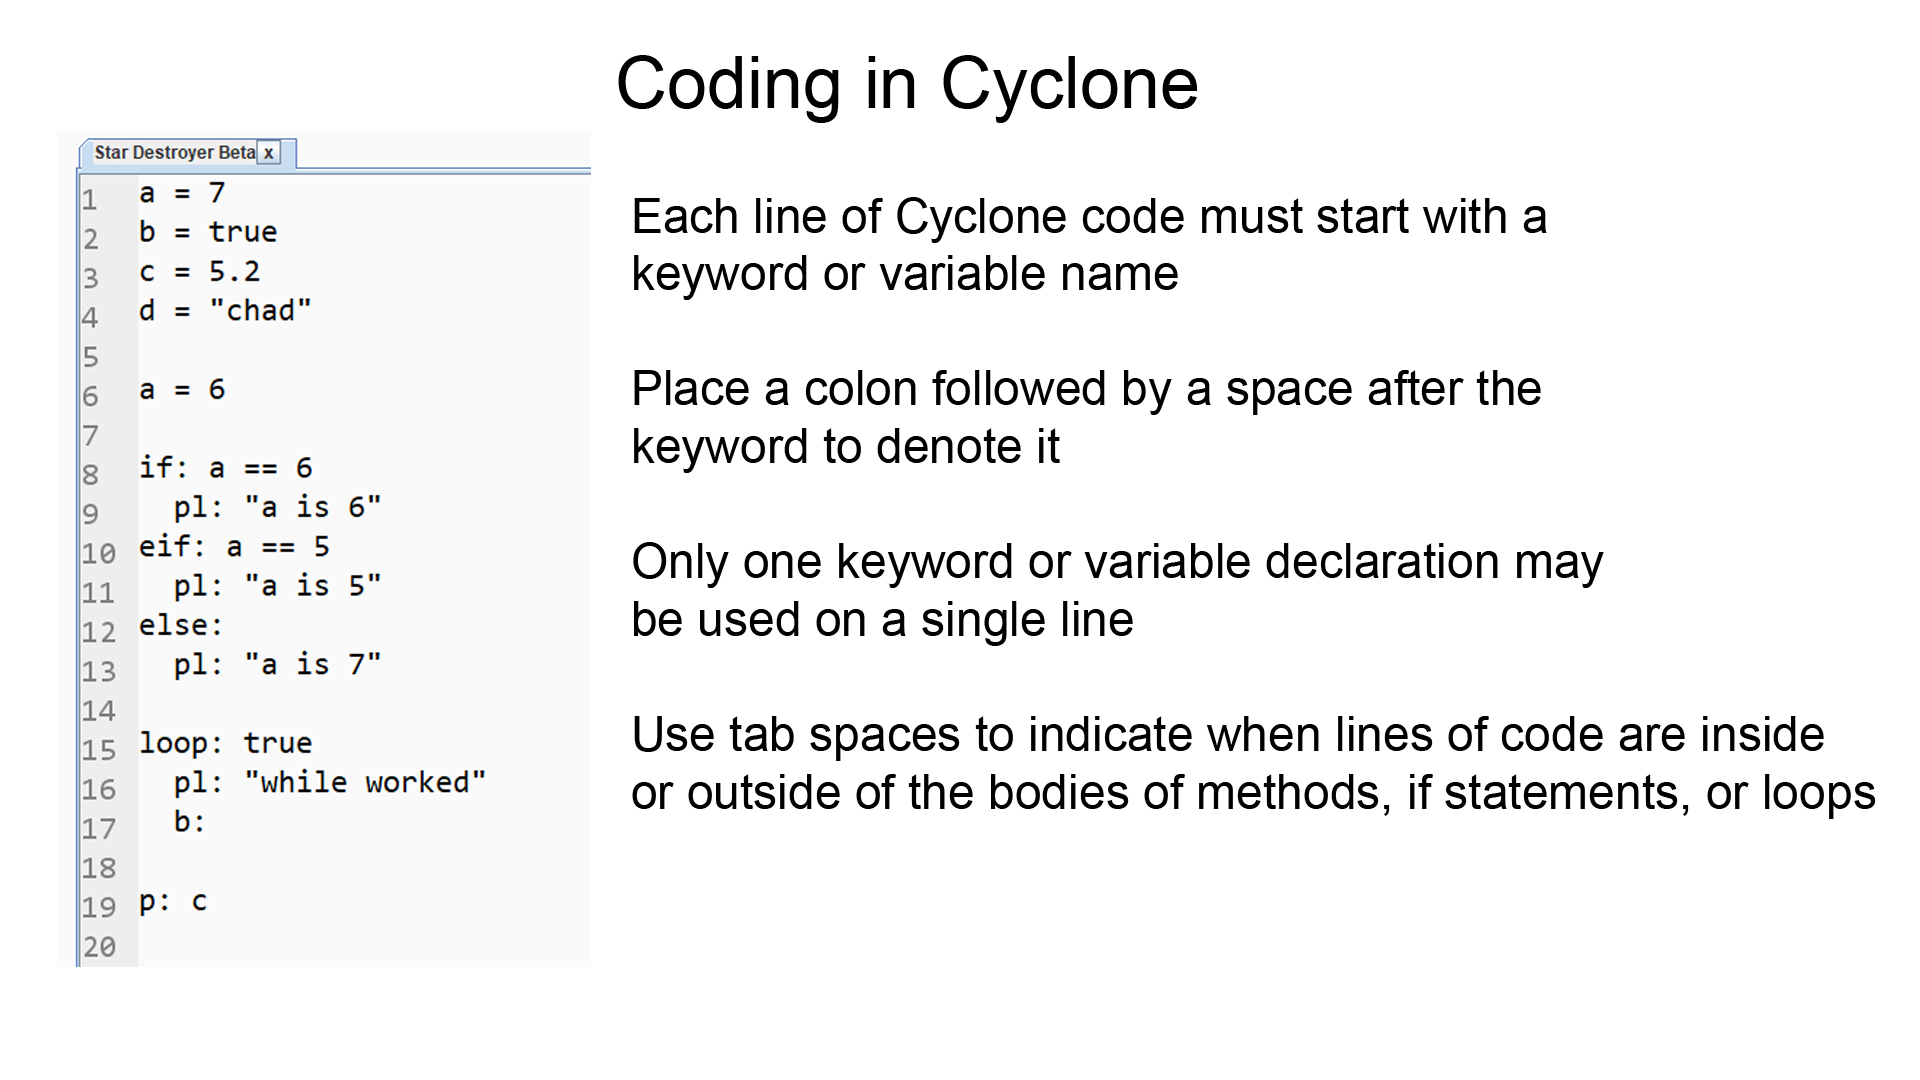 Coding in Cyclone
Star Destroyer Beta x
1 a = 7
2 b = true
3 c = 5.2
4 d = "chad"
5
6 a = 6
7
8 if: a == 6
9   pl: "a is 6"
10 eif: a == 5
11   pl: "a is 5"
12 else:
13   pl: "a is 7"
14
15 loop: true
16   pl: "while worked"
17   b:
18
19 p: c
20
Each line of Cyclone code must start with a
keyword or variable name
Place a colon followed by a space after the
keyword to denote it
Only one keyword or variable declaration may
be used on a single line
Use tab spaces to indicate when lines of code are inside
or outside of the bodies of methods, if statements, or loops